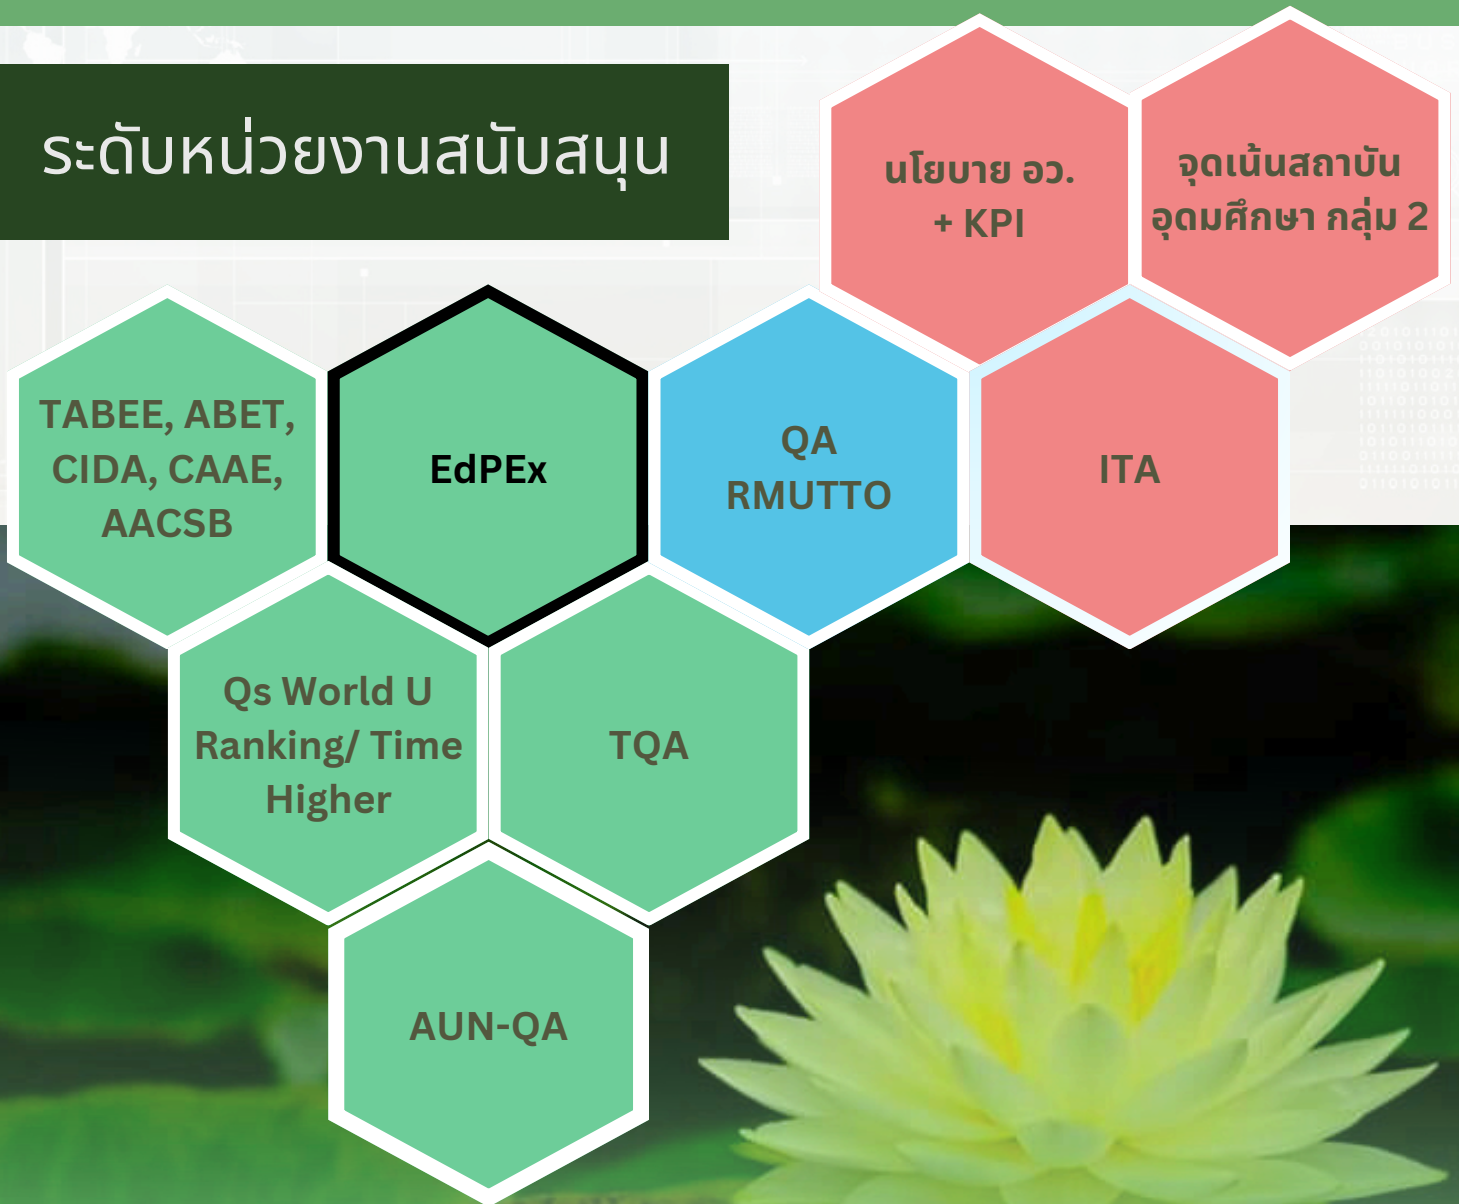 ระดับหน่วยงานสนับสนุน
นโยบาย อว.
+ KPI
จุดเน้นสถาบัน
อุดมศึกษา กลุ่ม 2
TABEE, ABET,
CIDA, CAAE,
AACSB
EdPEx
QA
RMUTTO
ITA
Qs World U
Ranking/ Time
Higher
TQA
AUN-QA